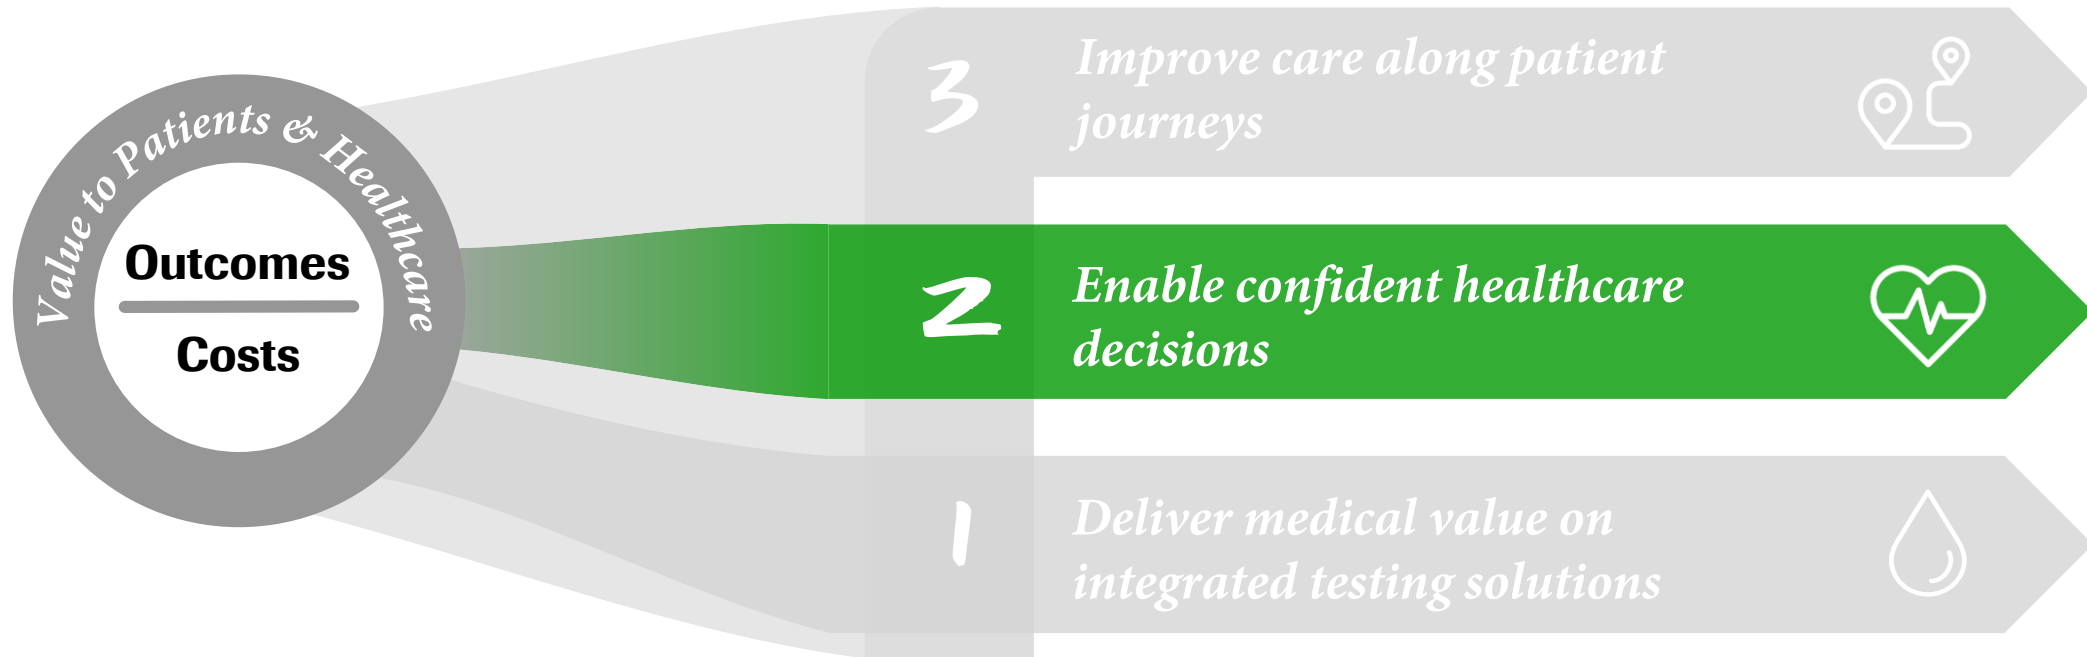 Value to Patients & Healthcare
Outcomes
Costs
3
Improve care along patient
journeys
2
Enable confident healthcare
decisions
1
Deliver medical value on
integrated testing solutions